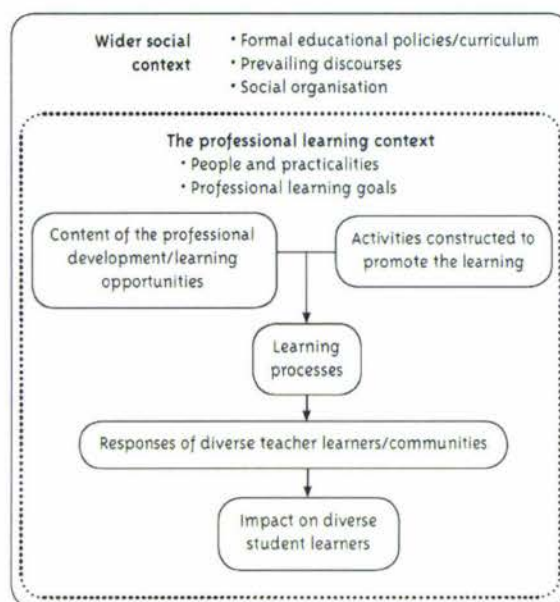 Wider social • Formal educational policies/curriculum
context • Prevailing discourses
• Social organisation
The professional learning context
• People and practicalities
• Professional learning goals
Content of the professional
development/learning
opportunities
Activities constructed to
promote the learning
Learning
processes
Responses of diverse teacher learners/communities
Impact on diverse
student learners